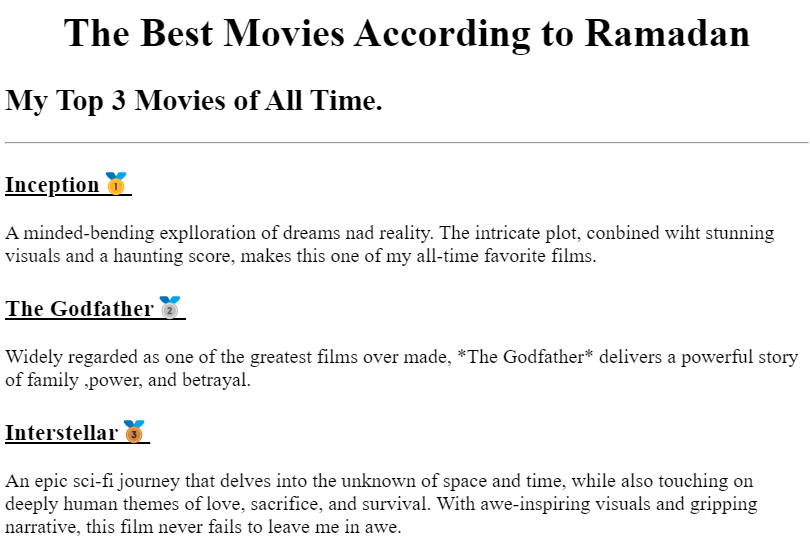 The Best Movies According to Ramadan
My Top 3 Movies of All Time.
Inception 🥇
A minded-bending explloration of dreams nad reality. The intricate plot, conbined wiht stunning
visuals and a haunting score, makes this one of my all-time favorite films.
The Godfather 🥈
Widely regarded as one of the greatest films over made, *The Godfather* delivers a powerful story
of family ,power, and betrayal.
Interstellar 🥉
An epic sci-fi journey that delves into the unknown of space and time, while also touching on
deeply human themes of love, sacrifice, and survival. With awe-inspiring visuals and gripping
narrative, this film never fails to leave me in awe.